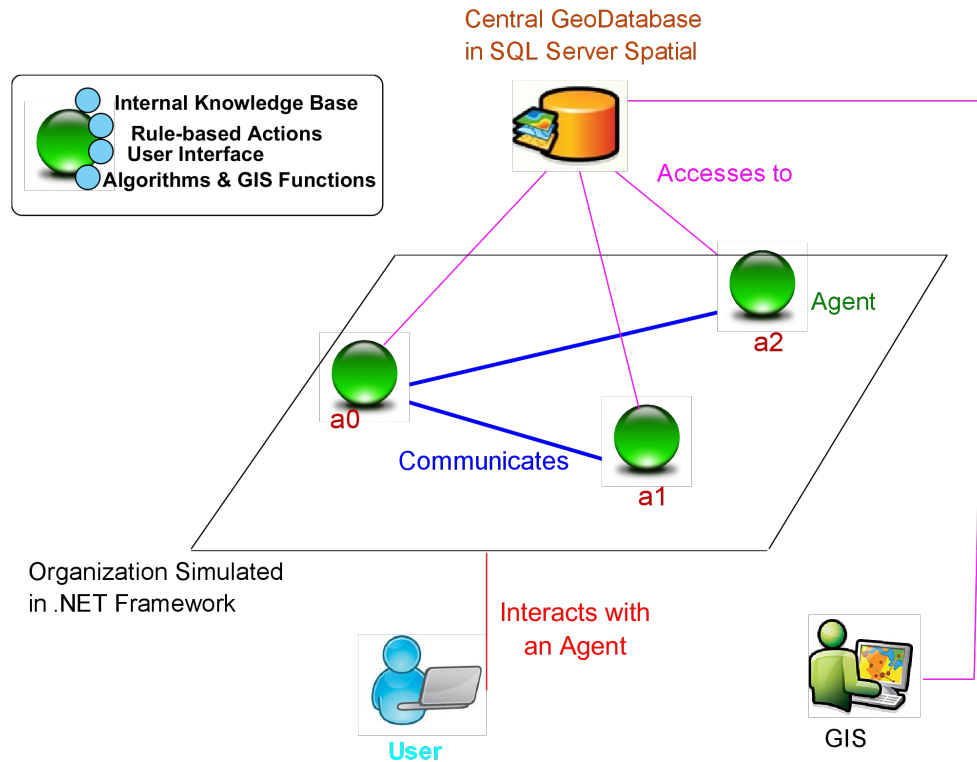 Central GeoDatabase
in SQL Server Spatial
Internal Knowledge Base
Rule-based Actions
User Interface
Algorithms & GIS Functions
Accesses to
Agent
a2
a0
Communicates
a1
Organization Simulated
in .NET Framework
Interacts with
an Agent
User
GIS